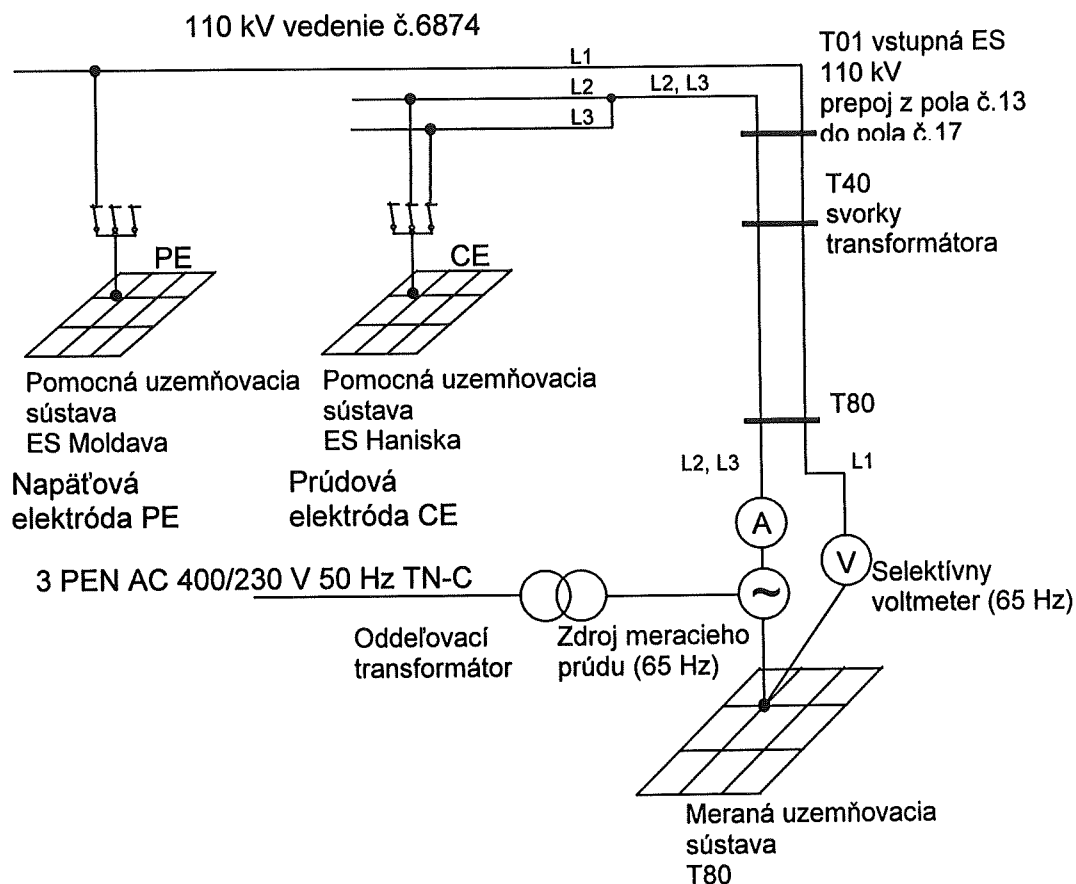 110 kV vedenie č.6874
L1
L2
L2, L3
L3
T01 vstupná ES
110 kV
prepoj z pola č.13
do pola č.17
T40
svorky
transformátora
PE
CE
Pomocná uzemňovacia
sústava
ES Moldava
Pomocná uzemňovacia
sústava
ES Haniska
T80
L2, L3
L1
Napäťová
elektróda PE
Prúdová
elektróda CE
A
V
3 PEN AC 400/230 V 50 Hz TN-C
~
Selektívny
voltmeter (65 Hz)
Oddeľovací
transformátor
Zdroj meracieho
prúdu (65 Hz)
Meraná uzemňovacia
sústava
T80